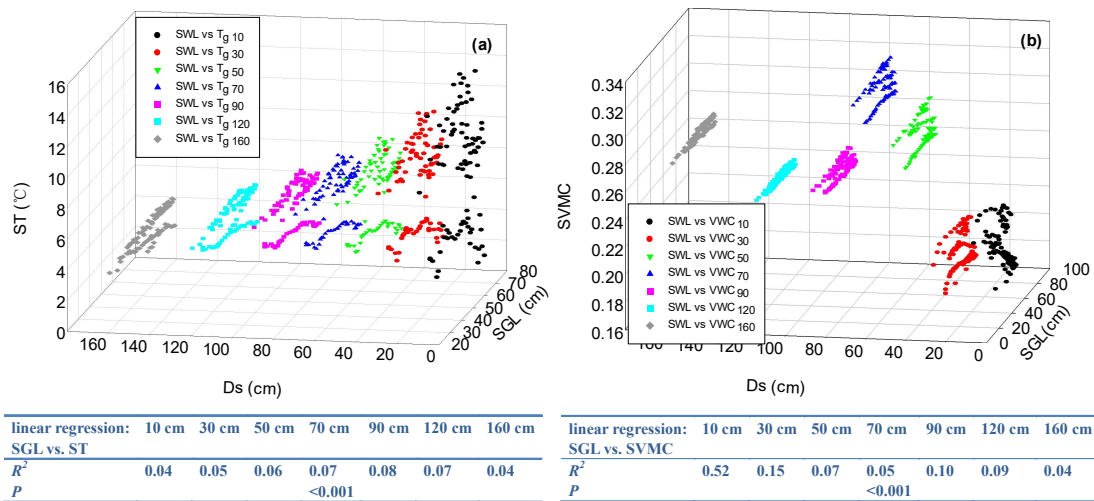 SWL vs Tg 10
SWL vs Tg 30
SWL vs Tg 50
SWL vs Tg 70
SWL vs Tg 90
SWL vs Tg 120
SWL vs Tg 160
(a)
16
14
12
10
8
6
4
2
0
ST (℃)
160 140 120 100 80 60 40 20 0
Ds (cm)
20 30 40 50 60 70 80
SGL (cm)
(b)
0.34
0.32
0.30
0.28
0.26
0.24
0.22
0.20
0.18
0.16
SVMC
SWL vs VWC 10
SWL vs VWC 30
SWL vs VWC 50
SWL vs VWC 70
SWL vs VWC 90
SWL vs VWC 120
SWL vs VWC 160
160 140 120 100 80 60 40 20 0
Ds (cm)
0 20 40 60 80 100
SGL(cm)
linear regression: 10 cm 30 cm 50 cm 70 cm 90 cm 120 cm 160 cm
SGL vs. ST
R² 0.04 0.05 0.06 0.07 0.08 0.07 0.04
P <0.001
linear regression: 10 cm 30 cm 50 cm 70 cm 90 cm 120 cm 160 cm
SGL vs. SVMC
R² 0.52 0.15 0.07 0.05 0.10 0.09 0.04
P <0.001